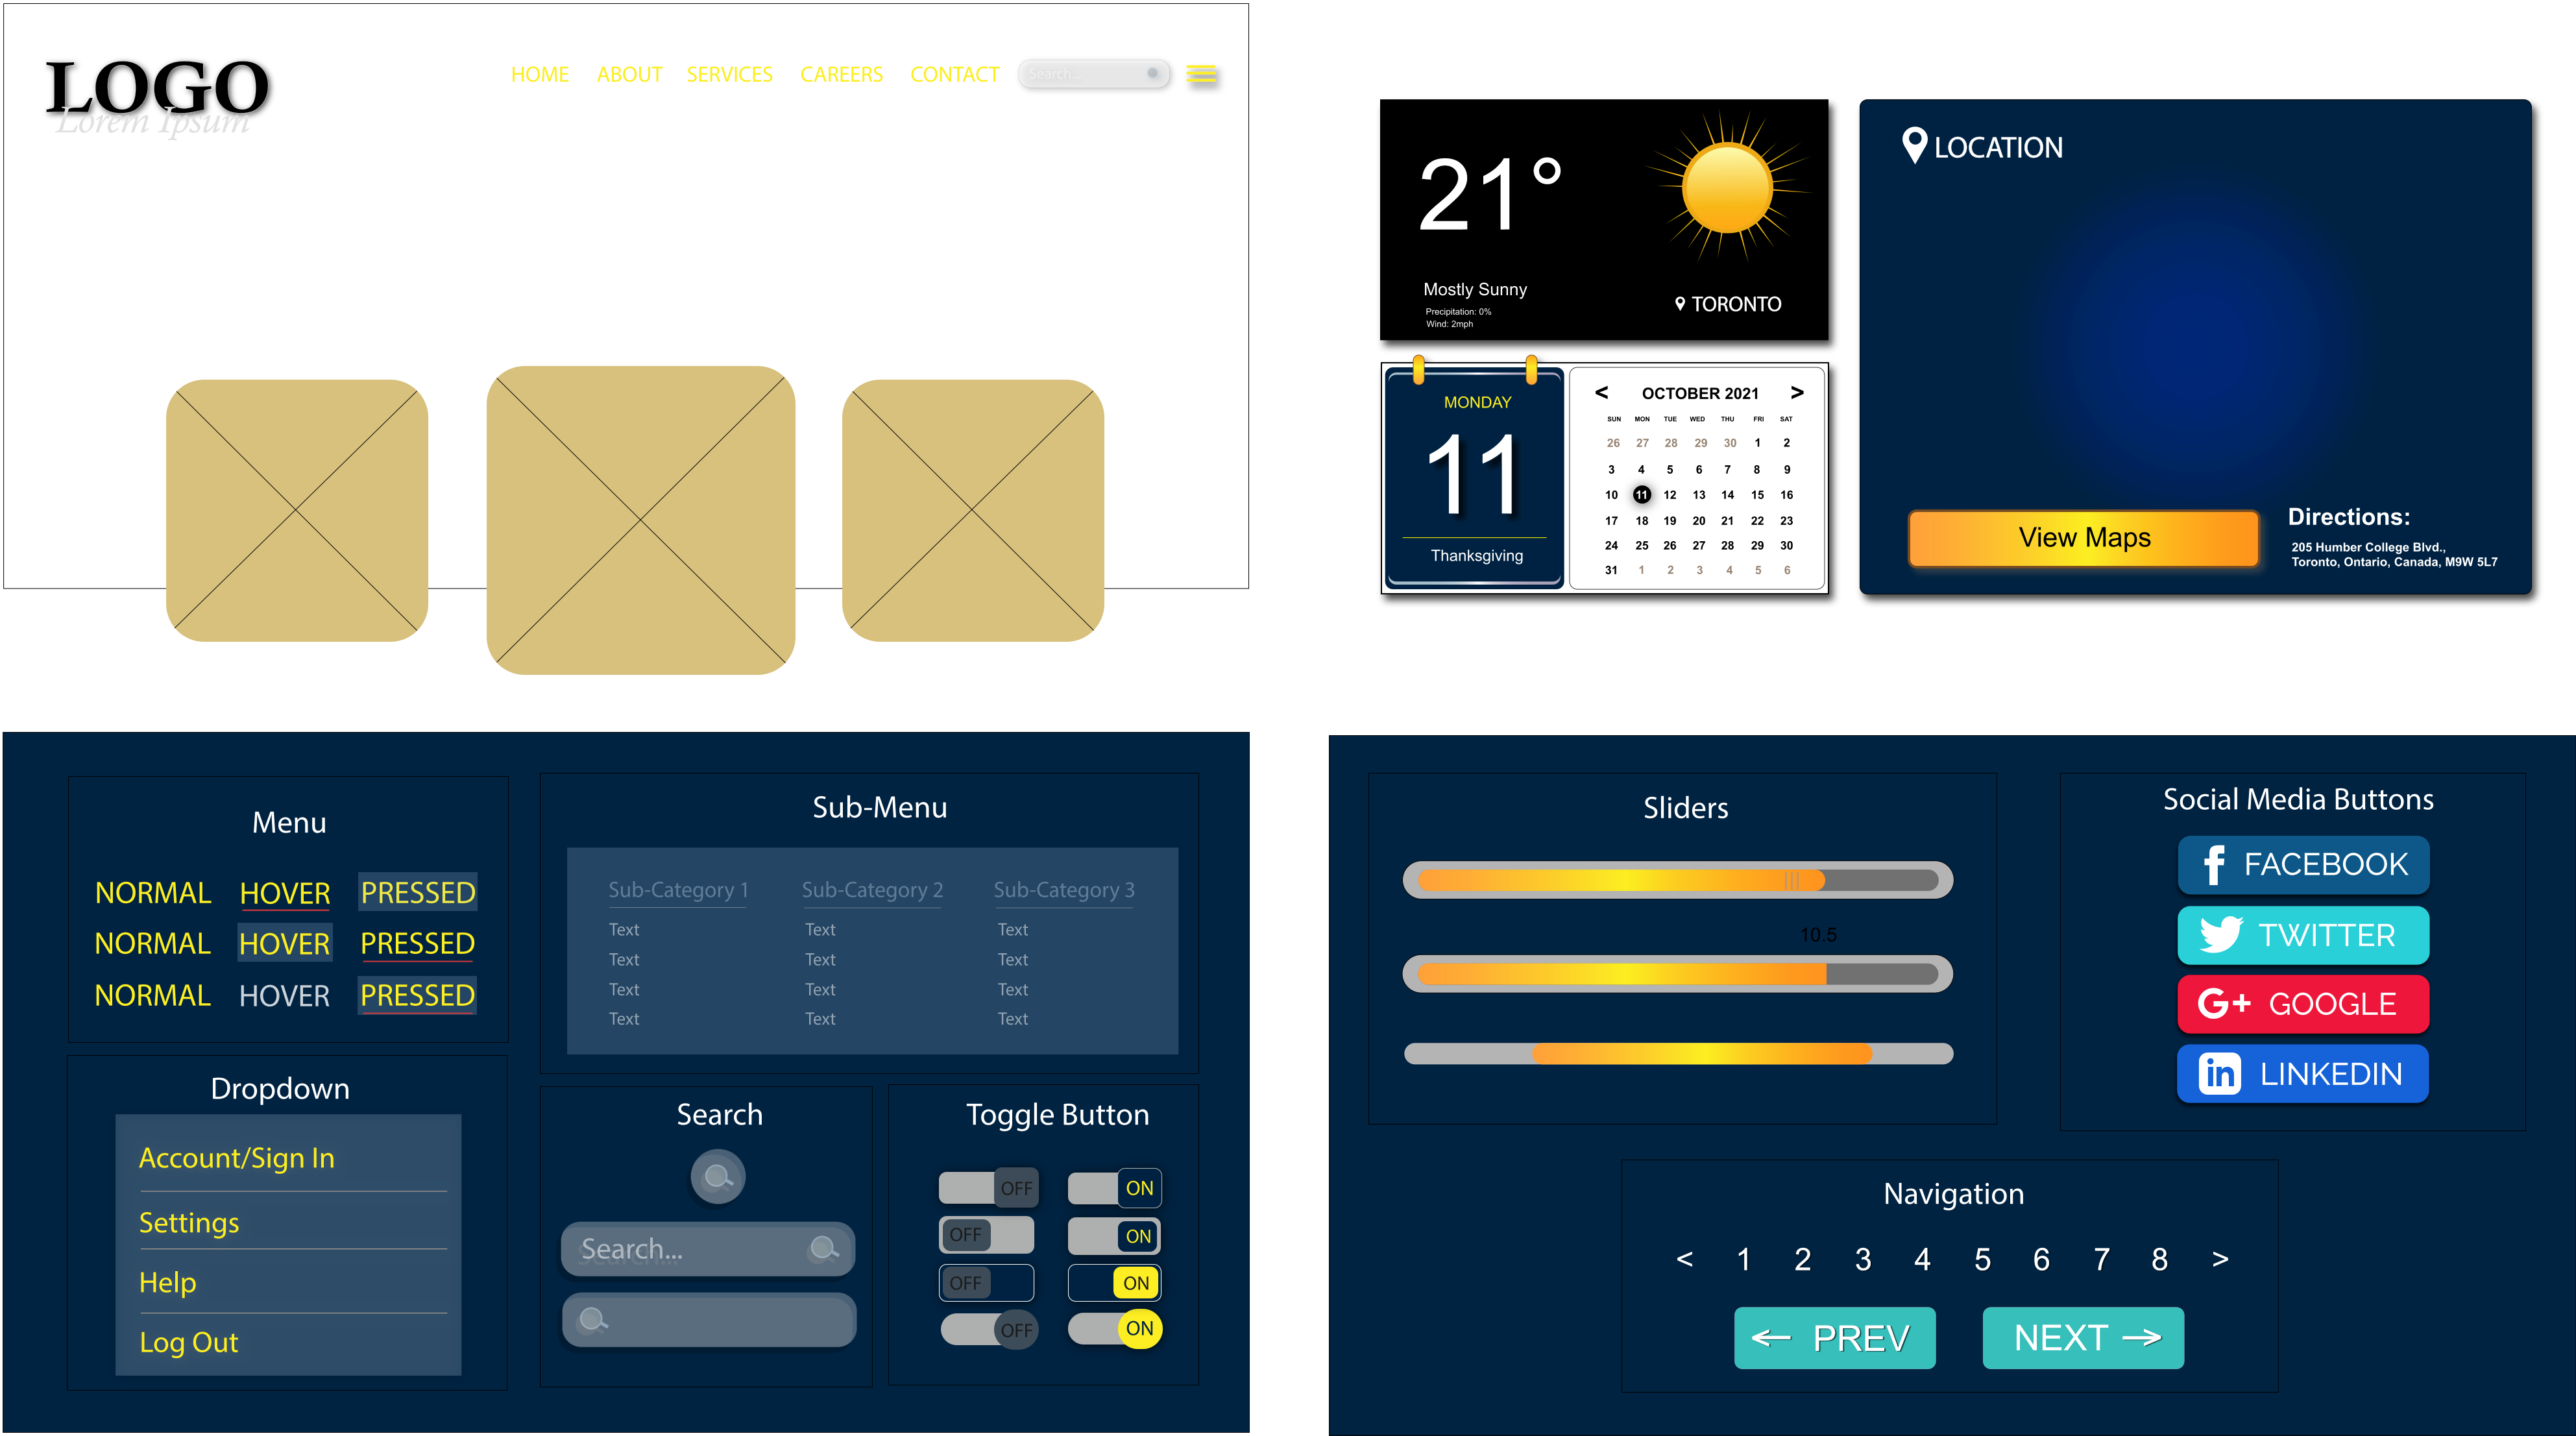 LOGO
Lorem Ipsum
HOME ABOUT SERVICES CAREERS CONTACT Search...
21°
Mostly Sunny
Precipitation: 0%
Wind: 2mph
TORONTO
MONDAY
11
Thanksgiving
< OCTOBER 2021 >
SUN MON TUE WED THU FRI SAT
26 27 28 29 30 1 2
3 4 5 6 7 8 9
10 11 12 13 14 15 16
17 18 19 20 21 22 23
24 25 26 27 28 29 30
31 1 2 3 4 5 6
LOCATION
View Maps
Directions:
205 Humber College Blvd.,
Toronto, Ontario, Canada, M9W 5L7
Menu
NORMAL HOVER PRESSED
NORMAL HOVER PRESSED
NORMAL HOVER PRESSED
Sub-Menu
Sub-Category 1 Sub-Category 2 Sub-Category 3
Text Text Text
Text Text Text
Text Text Text
Text Text Text
Dropdown
Account/Sign In
Settings
Help
Log Out
Search
Search...
Toggle Button
OFF ON
OFF ON
OFF ON
OFF ON
Sliders
10.5
Social Media Buttons
f FACEBOOK
TWITTER
G+ GOOGLE
in LINKEDIN
Navigation
< 1 2 3 4 5 6 7 8 >
← PREV NEXT →